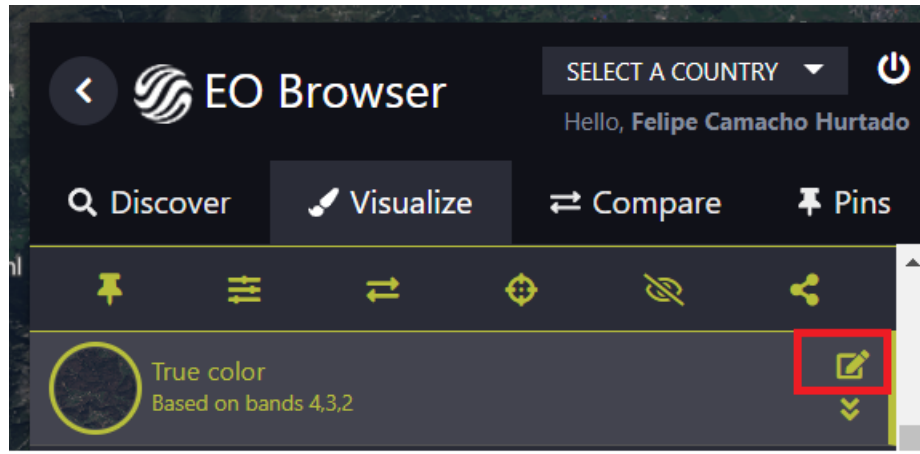 EO Browser
SELECT A COUNTRY
Hello, Felipe Camacho Hurtado
Discover Visualize Compare Pins
True color
Based on bands 4,3,2